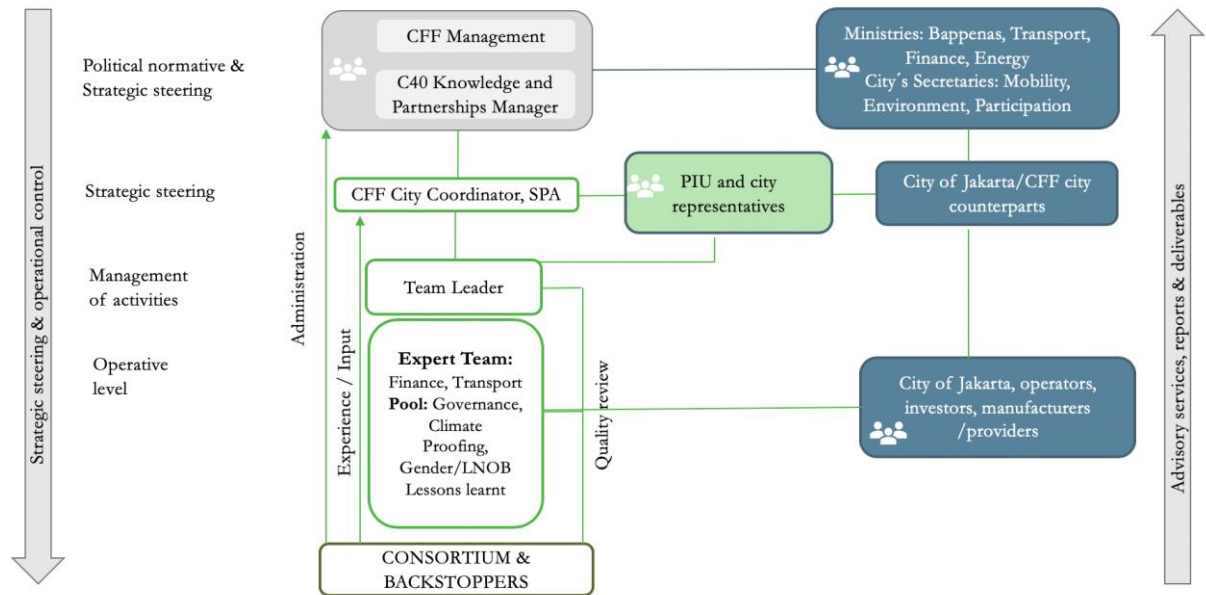 Strategic steering & operational control
Political normative &
Strategic steering
Strategic steering
Management
of activities
Operative
level
CFF Management
C40 Knowledge and
Partnerships Manager
Ministries: Bappenas, Transport,
Finance, Energy
City´s Secretaries: Mobility,
Environment, Participation
CFF City Coordinator, SPA
PIU and city
representatives
City of Jakarta/CFF city
counterparts
Team Leader
Administration
Experience / Input
Expert Team:
Finance, Transport
Pool: Governance,
Climate
Proofing,
Gender/LNOB
Lessons learnt
Quality review
City of Jakarta, operators,
investors, manufacturers
/providers
CONSORTIUM &
BACKSTOPPERS
Advisory services, reports & deliverables